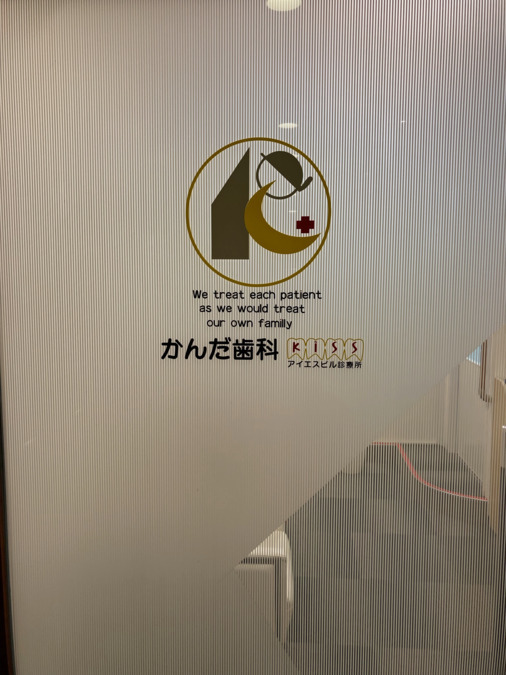 We treat each patient
as we would treat
our own familly
かんだ歯科 KISS
アイエスビル診療所